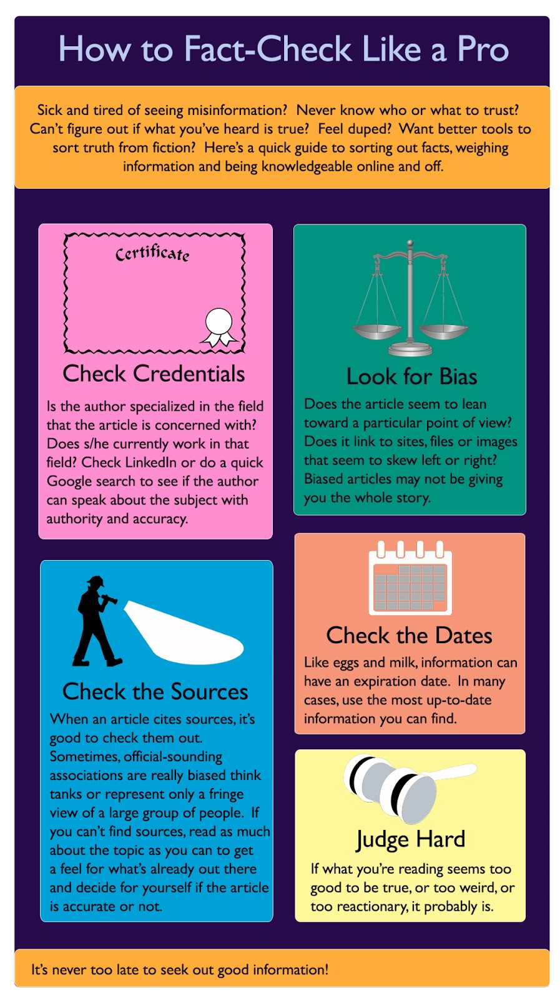 How to Fact-Check Like a Pro
Sick and tired of seeing misinformation?  Never know who or what to trust?
Can't figure out if what you've heard is true?  Feel duped?  Want better tools to
sort truth from fiction?  Here's a quick guide to sorting out facts, weighing
information and being knowledgeable online and off.
Certificate
Check Credentials
Is the author specialized in the field
that the article is concerned with?
Does s/he currently work in that
field? Check LinkedIn or do a quick
Google search to see if the author
can speak about the subject with
authority and accuracy.
Look for Bias
Does the article seem to lean
toward a particular point of view?
Does it link to sites, files or images
that seem to skew left or right?
Biased articles may not be giving
you the whole story.
Check the Sources
When an article cites sources, it's
good to check them out.
Sometimes, official-sounding
associations are really biased think
tanks or represent only a fringe
view of a large group of people.  If
you can't find sources, read as much
about the topic as you can to get
a feel for what's already out there
and decide for yourself if the article
is accurate or not.
Check the Dates
Like eggs and milk, information can
have an expiration date.  In many
cases, use the most up-to-date
information you can find.
Judge Hard
If what you're reading seems too
good to be true, or too weird, or
too reactionary, it probably is.
It's never too late to seek out good information!